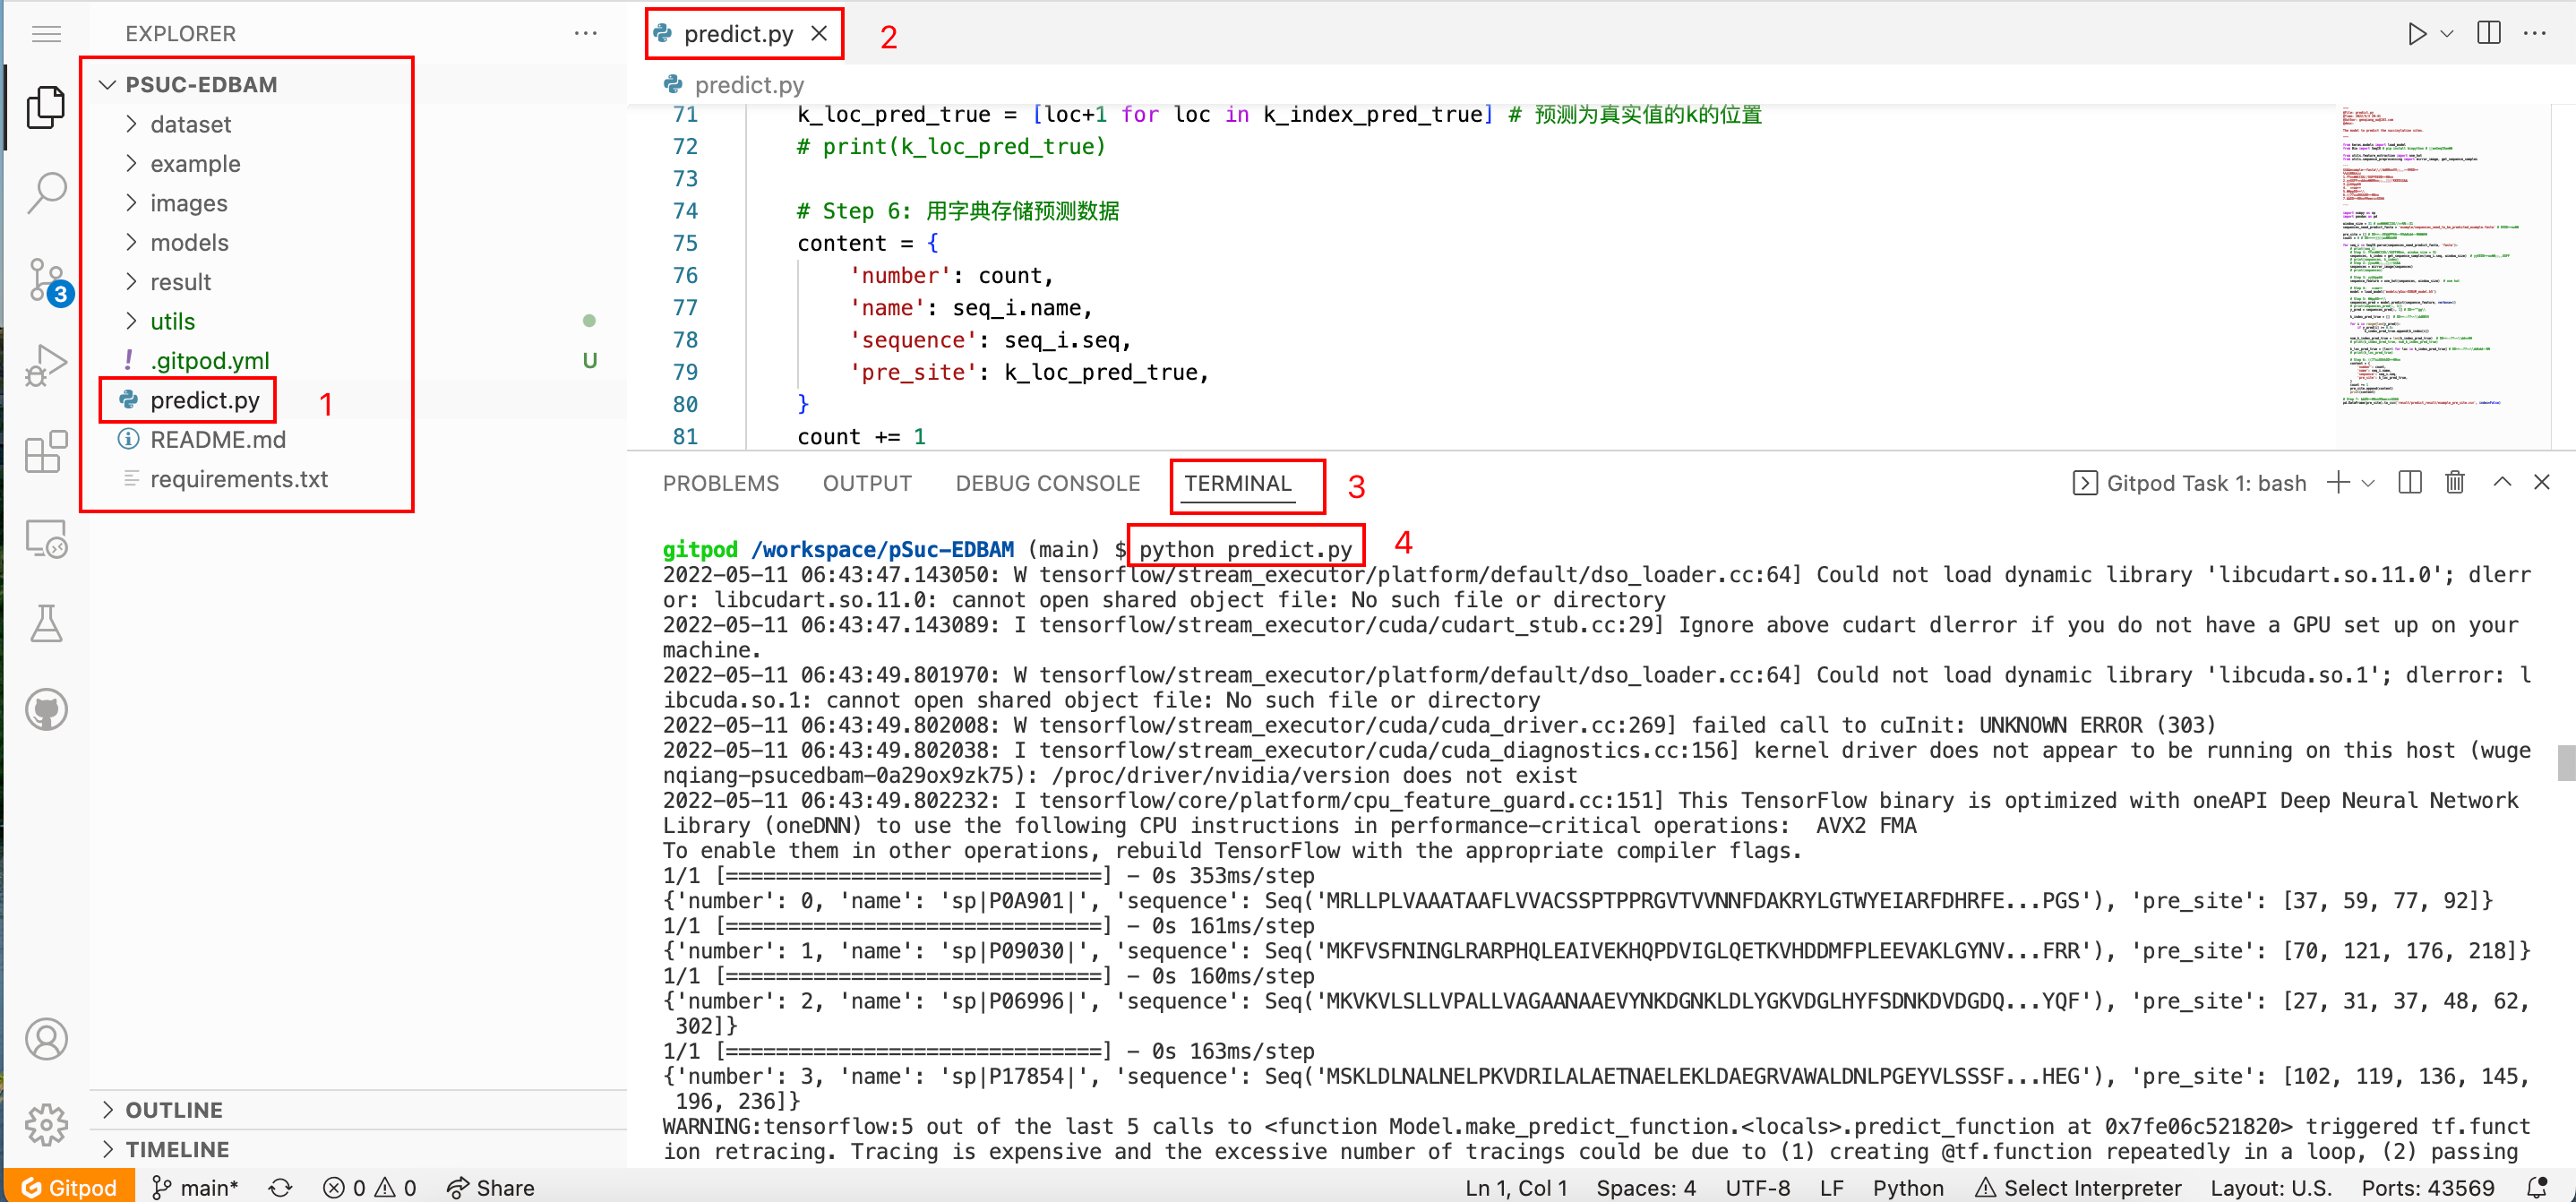 EXPLORER
PSUC-EDBAM
dataset
example
images
models
result
utils
.gitpod.yml U
predict.py 1
README.md
requirements.txt
OUTLINE
TIMELINE
3
predict.py 2
predict.py
71 k_loc_pred_true = [loc+1 for loc in k_index_pred_true] # 预测为真实值的k的位置
72 # print(k_loc_pred_true)
73
74 # Step 6: 用字典存储预测数据
75 content = {
76 'number': count,
77 'name': seq_i.name,
78 'sequence': seq_i.seq,
79 'pre_site': k_loc_pred_true,
80 }
81 count += 1
PROBLEMS OUTPUT DEBUG CONSOLE TERMINAL 3 Gitpod Task 1: bash
gitpod /workspace/pSuc-EDBAM (main) $ python predict.py 4
2022-05-11 06:43:47.143050: W tensorflow/stream_executor/platform/default/dso_loader.cc:64] Could not load dynamic library 'libcudart.so.11.0'; dlerr
or: libcudart.so.11.0: cannot open shared object file: No such file or directory
2022-05-11 06:43:47.143089: I tensorflow/stream_executor/cuda/cudart_stub.cc:29] Ignore above cudart dlerror if you do not have a GPU set up on your
machine.
2022-05-11 06:43:49.801970: W tensorflow/stream_executor/platform/default/dso_loader.cc:64] Could not load dynamic library 'libcuda.so.1'; dlerror: l
ibcuda.so.1: cannot open shared object file: No such file or directory
2022-05-11 06:43:49.802008: W tensorflow/stream_executor/cuda/cuda_driver.cc:269] failed call to cuInit: UNKNOWN ERROR (303)
2022-05-11 06:43:49.802038: I tensorflow/stream_executor/cuda/cuda_diagnostics.cc:156] kernel driver does not appear to be running on this host (wuge
nqiang-psucedbam-0a29ox9zk75): /proc/driver/nvidia/version does not exist
2022-05-11 06:43:49.802232: I tensorflow/core/platform/cpu_feature_guard.cc:151] This TensorFlow binary is optimized with oneAPI Deep Neural Network
Library (oneDNN) to use the following CPU instructions in performance-critical operations:  AVX2 FMA
To enable them in other operations, rebuild TensorFlow with the appropriate compiler flags.
1/1 [==============================] - 0s 353ms/step
{'number': 0, 'name': 'sp|P0A901|', 'sequence': Seq('MRLLPLVAAATAAFLVVACSSPTPPRGVTVVNNFDAKRYLGTWYEIARFDHRFE...PGS'), 'pre_site': [37, 59, 77, 92]}
1/1 [==============================] - 0s 161ms/step
{'number': 1, 'name': 'sp|P09030|', 'sequence': Seq('MKFVSFNINGLRARPHQLEAIVEKHQPDVIGLQETKVHDDMFPLEEVAKLGYNV...FRR'), 'pre_site': [70, 121, 176, 218]}
1/1 [==============================] - 0s 160ms/step
{'number': 2, 'name': 'sp|P06996|', 'sequence': Seq('MKVKVLSLLVPALLVAGAANAAEVYNKDGNKLDLYGKVDGLHYFSDNKDVDGDQ...YQF'), 'pre_site': [27, 31, 37, 48, 62,
302]}
1/1 [==============================] - 0s 163ms/step
{'number': 3, 'name': 'sp|P17854|', 'sequence': Seq('MSKLDLNALNELPKVDRILALAETNAELEKLDAEGRVAWALDNLPGEYVLSSSF...HEG'), 'pre_site': [102, 119, 136, 145,
196, 236]}
WARNING:tensorflow:5 out of the last 5 calls to <function Model.make_predict_function.<locals>.predict_function at 0x7fe06c521820> triggered tf.funct
ion retracing. Tracing is expensive and the excessive number of tracings could be due to (1) creating @tf.function repeatedly in a loop, (2) passing
Gitpod main* 0 0 Share Ln 1, Col 1 Spaces: 4 UTF-8 LF Python Select Interpreter Layout: U.S. Ports: 43569